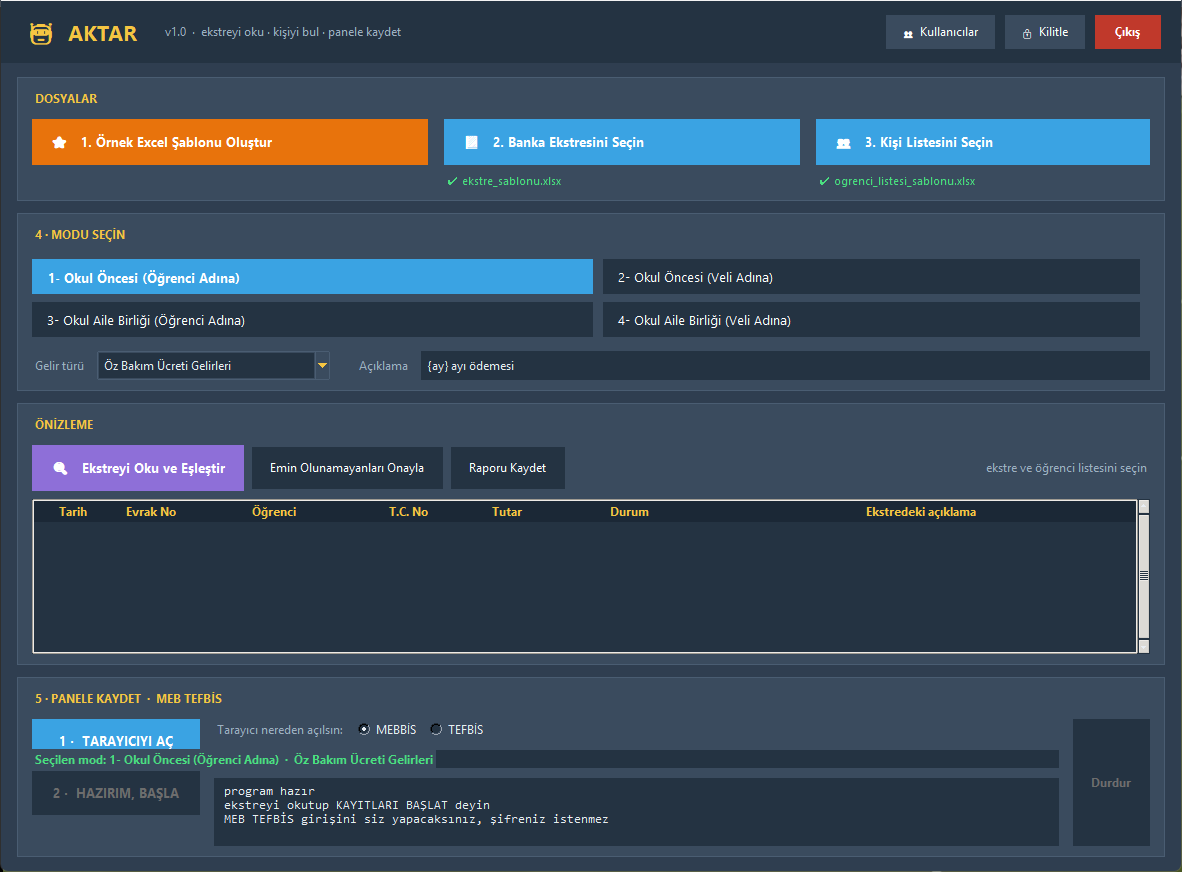 AKTAR v1.0 · ekstreyi oku · kişiyi bul · panele kaydet Kullanıcılar Kilitle Çıkış
DOSYALAR
1. Örnek Excel Şablonu Oluştur 2. Banka Ekstresini Seçin 3. Kişi Listesini Seçin
✓ ekstre_sablonu.xlsx ✓ ogrenci_listesi_sablonu.xlsx
4 · MODU SEÇİN
1- Okul Öncesi (Öğrenci Adına) 2- Okul Öncesi (Veli Adına)
3- Okul Aile Birliği (Öğrenci Adına) 4- Okul Aile Birliği (Veli Adına)
Gelir türü Öz Bakım Ücreti Gelirleri Açıklama {ay} ayı ödemesi
ÖNİZLEME
Ekstreyi Oku ve Eşleştir Emin Olunamayanları Onayla Raporu Kaydet ekstre ve öğrenci listesini seçin
Tarih Evrak No Öğrenci T.C. No Tutar Durum Ekstredeki açıklama
5 · PANELE KAYDET · MEB TEFBİS
1 · TARAYICIYI AÇ Tarayıcı nereden açılsın: MEBBİS TEFBİS
Seçilen mod: 1- Okul Öncesi (Öğrenci Adına) · Öz Bakım Ücreti Gelirleri
2 · HAZIRIM, BAŞLA Durdur
program hazır
ekstreyi okutup KAYITLARI BAŞLAT deyin
MEB TEFBİS girişini siz yapacaksınız, şifreniz istenmez